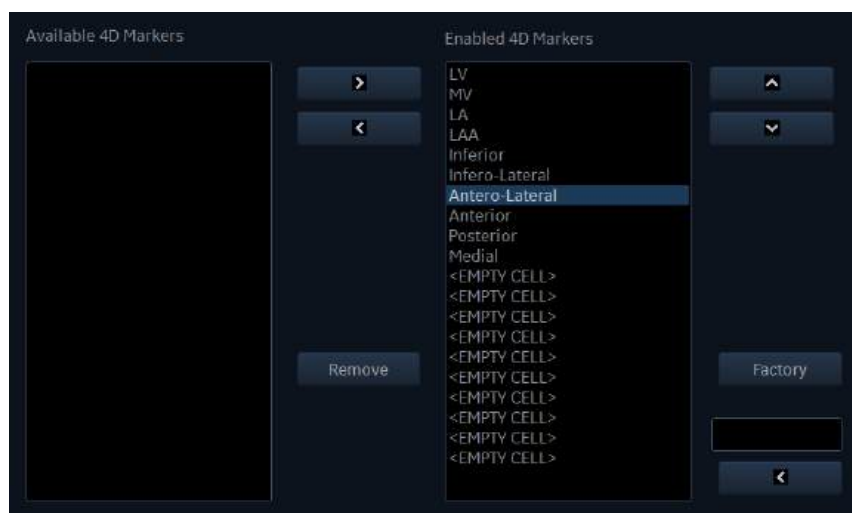 Available 4D Markers
Enabled 4D Markers
LV
MV
LA
LAA
Inferior
Infero-Lateral
Antero-Lateral
Anterior
Posterior
Medial
<EMPTY CELL>
<EMPTY CELL>
<EMPTY CELL>
<EMPTY CELL>
<EMPTY CELL>
<EMPTY CELL>
<EMPTY CELL>
<EMPTY CELL>
<EMPTY CELL>
<EMPTY CELL>
Remove
Factory